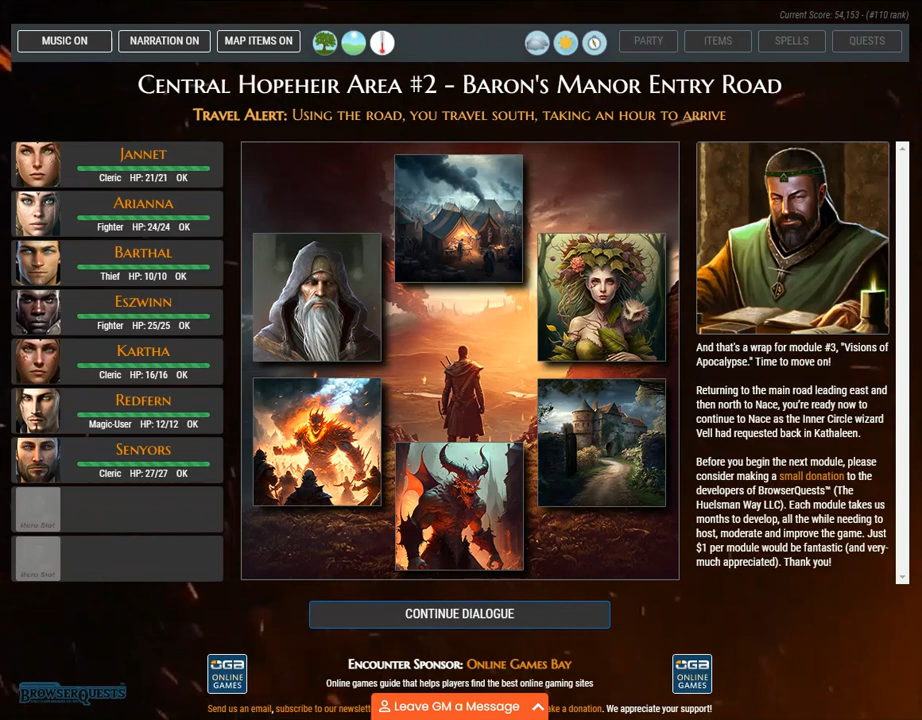 Current Score: 54,153 - (#110 rank)
MUSIC ON
NARRATION ON
MAP ITEMS ON
PARTY
ITEMS
SPELLS
QUESTS
Central Hopeheir Area #2 - Baron's Manor Entry Road
Travel Alert: Using the road, you travel south, taking an hour to arrive
Jannet
Cleric HP: 21/21 OK
Arianna
Fighter HP: 24/24 OK
Barthal
Thief HP: 10/10 OK
Eszwinn
Fighter HP: 25/25 OK
Kartha
Cleric HP: 16/16 OK
Redfern
Magic-User HP: 12/12 OK
Senyors
Cleric HP: 27/27 OK
Hero Slot
Hero Slot
And that's a wrap for module #3, "Visions of
Apocalypse." Time to move on!
Returning to the main road leading east and
then north to Nace, you're ready now to
continue to Nace as the Inner Circle wizard
Vell had requested back in Kathaleen.
Before you begin the next module, please
consider making a small donation to the
developers of BrowserQuests™ (The
Huelsman Way LLC). Each module takes us
months to develop, all the while needing to
host, moderate and improve the game. Just
$1 per module would be fantastic (and very-
much appreciated). Thank you!
CONTINUE DIALOGUE
OGB
ONLINE
GAMES
Encounter Sponsor: Online Games Bay
Online games guide that helps players find the best online gaming sites
OGB
ONLINE
GAMES
BrowserQuests
Send us an email, subscribe to our newslett
ake a donation. We appreciate your support!
Leave GM a Message